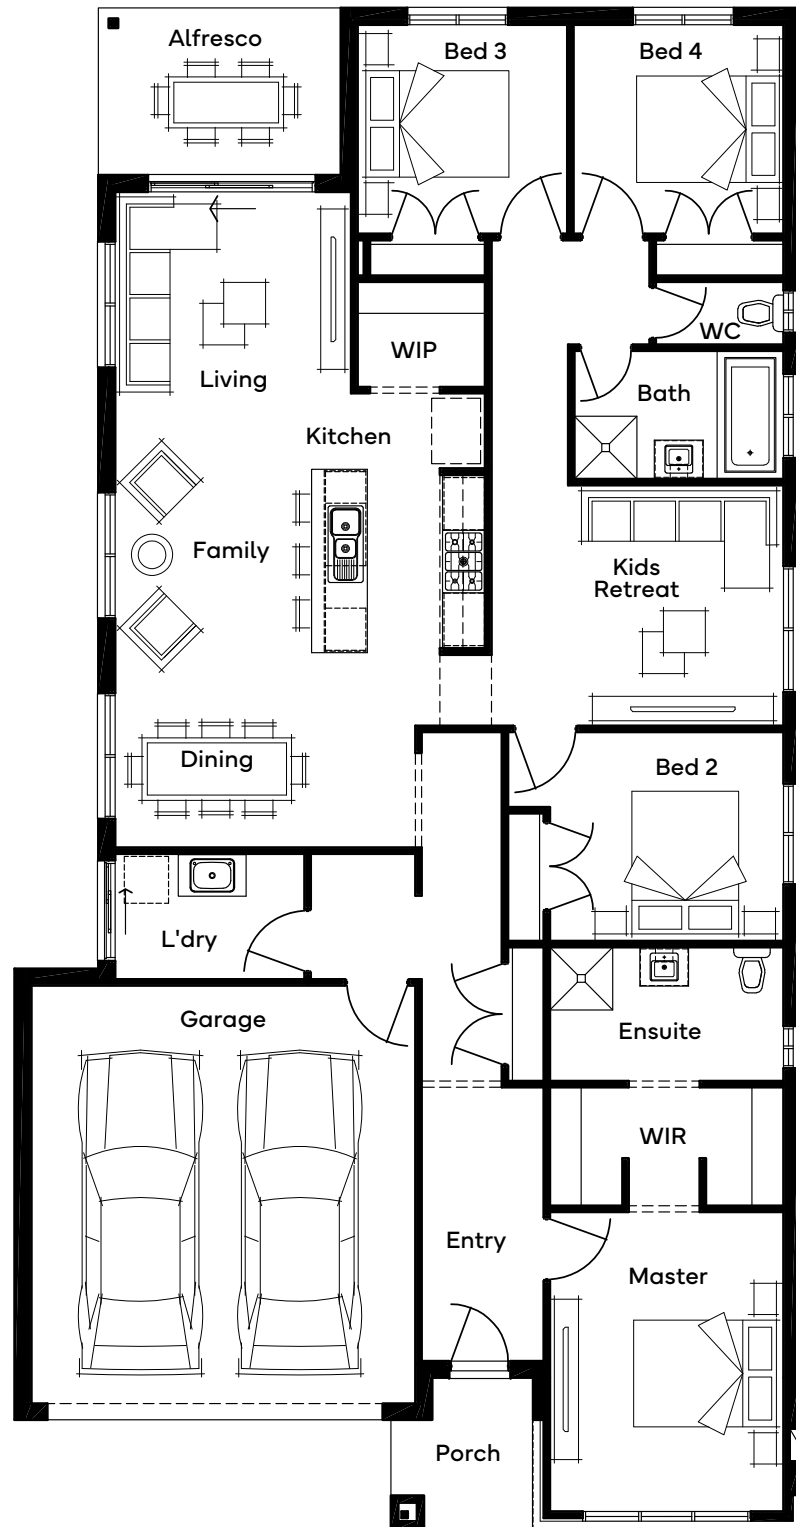 Alfresco
Bed 3
Bed 4
WIP
WC
Living
Bath
Kitchen
Family
Kids
Retreat
Dining
Bed 2
L'dry
Garage
Ensuite
WIR
Entry
Master
Porch